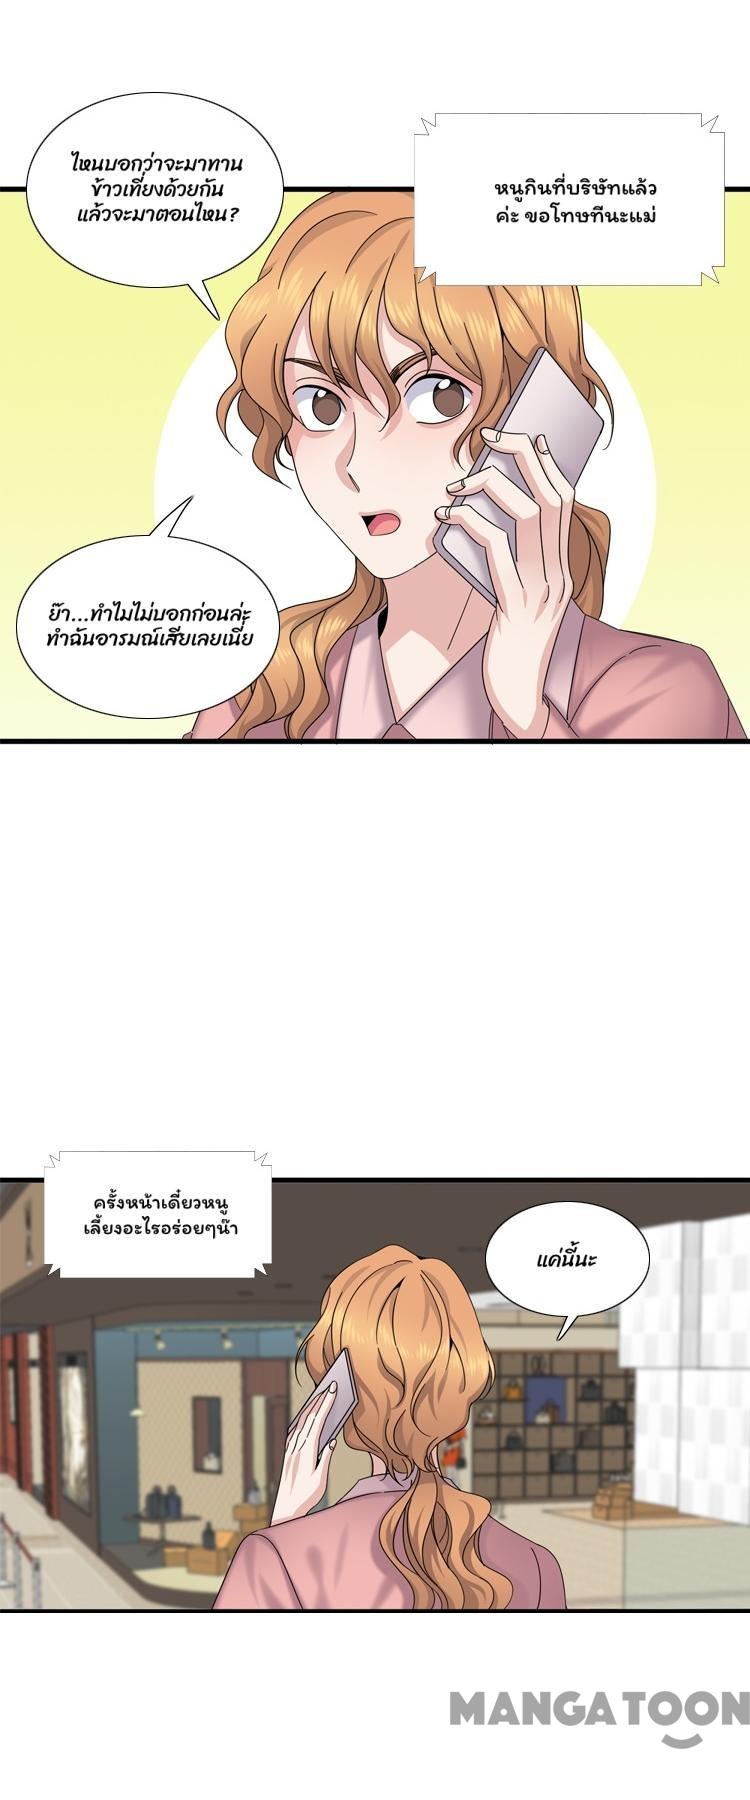 ไหนบอกว่าจะมาทาน
ข้าวเที่ยงด้วยกัน
แล้วจะมาตอนไหน?
หนูกินที่บริษัทแล้ว
ค่ะ ขอโทษทีนะแม่
ย๊า...ทำไมไม่บอกก่อนล่ะ
ทำฉันอารมณ์เสียเลยเนี่ย
ครั้งหน้าเดี๋ยวหนู
เลี้ยงอะไรอร่อยๆน๊า
แค่นี้นะ
MANGATOON